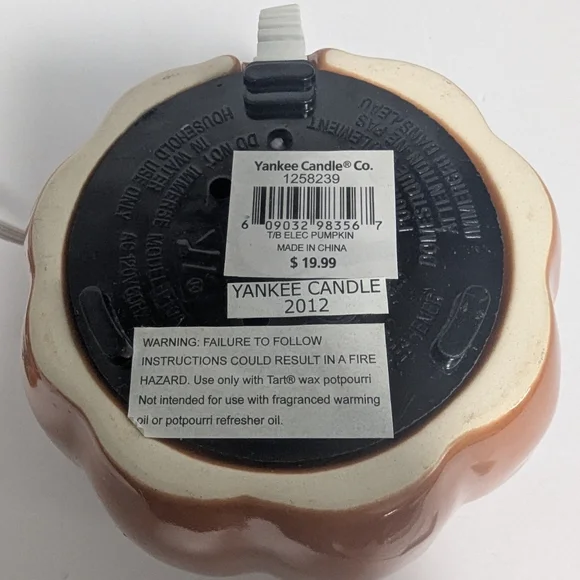 Yankee Candle® Co.
1258239
6 09032 98356 7
T/B ELEC PUMPKIN
MADE IN CHINA
$ 19.99
YANKEE CANDLE
2012
WARNING: FAILURE TO FOLLOW
INSTRUCTIONS COULD RESULT IN A FIRE
HAZARD. Use only with Tart® wax potpourri
Not intended for use with fragranced warming
oil or potpourri refresher oil.
HOUSEHOLD USE ONLY
DO NOT IMMERSE
IN WATER